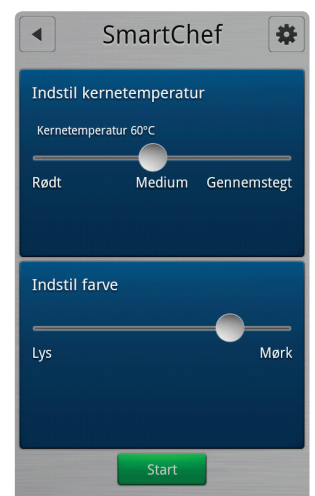 SmartChef
Indstil kernetemperatur
Kernetemperatur 60°C
Rødt Medium Gennemstegt
Indstil farve
Lys Mørk
Start